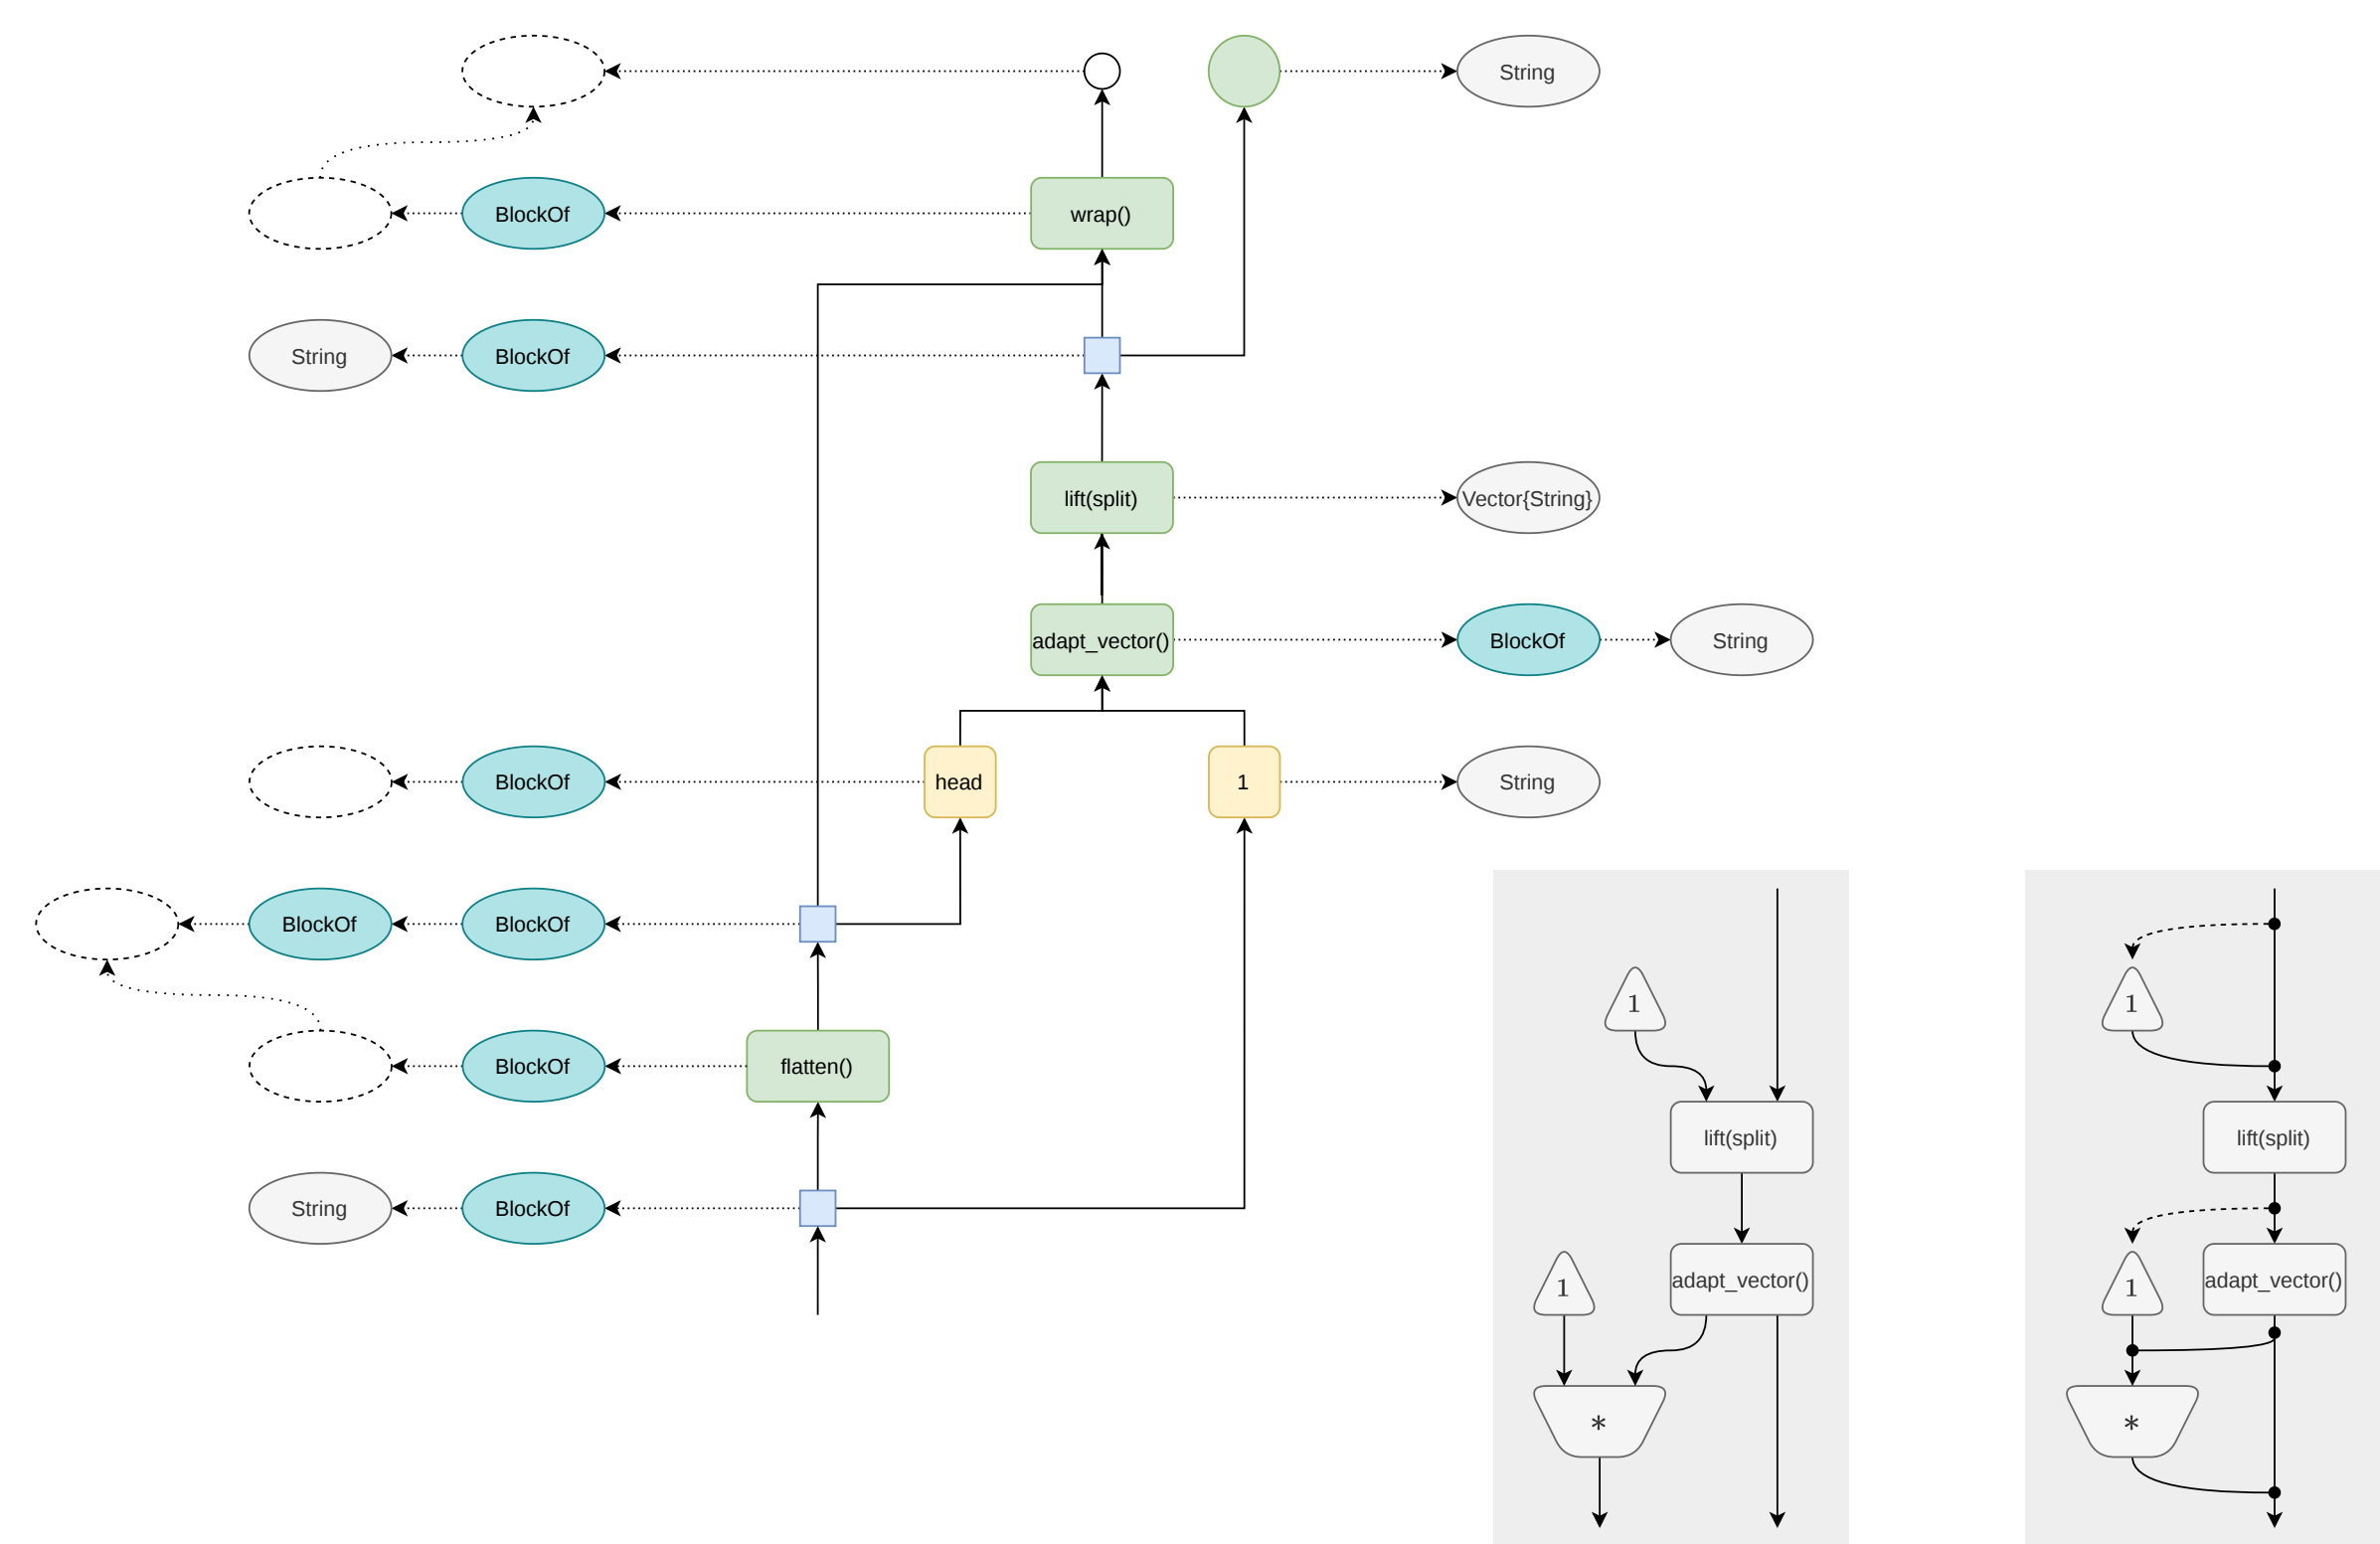 String
BlockOf
wrap()
String
BlockOf
lift(split)
Vector{String}
adapt_vector()
BlockOf
String
BlockOf
head
1
String
BlockOf
BlockOf
1
1
BlockOf
flatten()
lift(split)
lift(split)
String
BlockOf
1
adapt_vector()
1
adapt_vector()
*
*